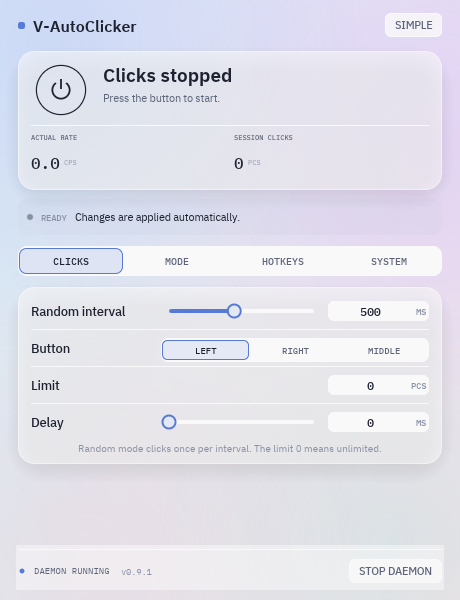 V-AutoClicker
SIMPLE
Clicks stopped
Press the button to start.
ACTUAL RATE
SESSION CLICKS
0.0 CPS
0 PCS
READY Changes are applied automatically.
CLICKS MODE HOTKEYS SYSTEM
Random interval 500 MS
Button LEFT RIGHT MIDDLE
Limit 0 PCS
Delay 0 MS
Random mode clicks once per interval. The limit 0 means unlimited.
DAEMON RUNNING v0.9.1 STOP DAEMON